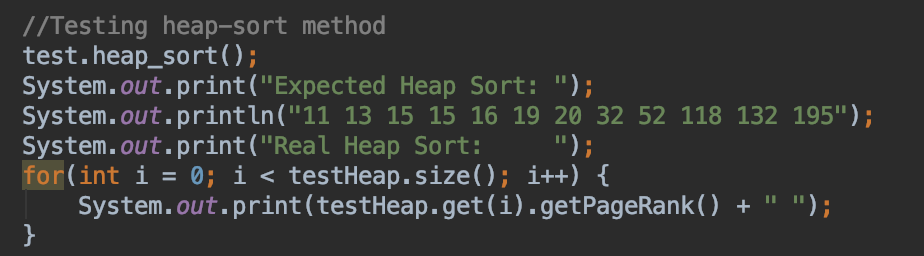 //Testing heap-sort method
test.heap_sort();
System.out.print("Expected Heap Sort: ");
System.out.println("11 13 15 15 16 19 20 32 52 118 132 195");
System.out.print("Real Heap Sort:     ");
for(int i = 0; i < testHeap.size(); i++) {
    System.out.print(testHeap.get(i).getPageRank() + " ");
}